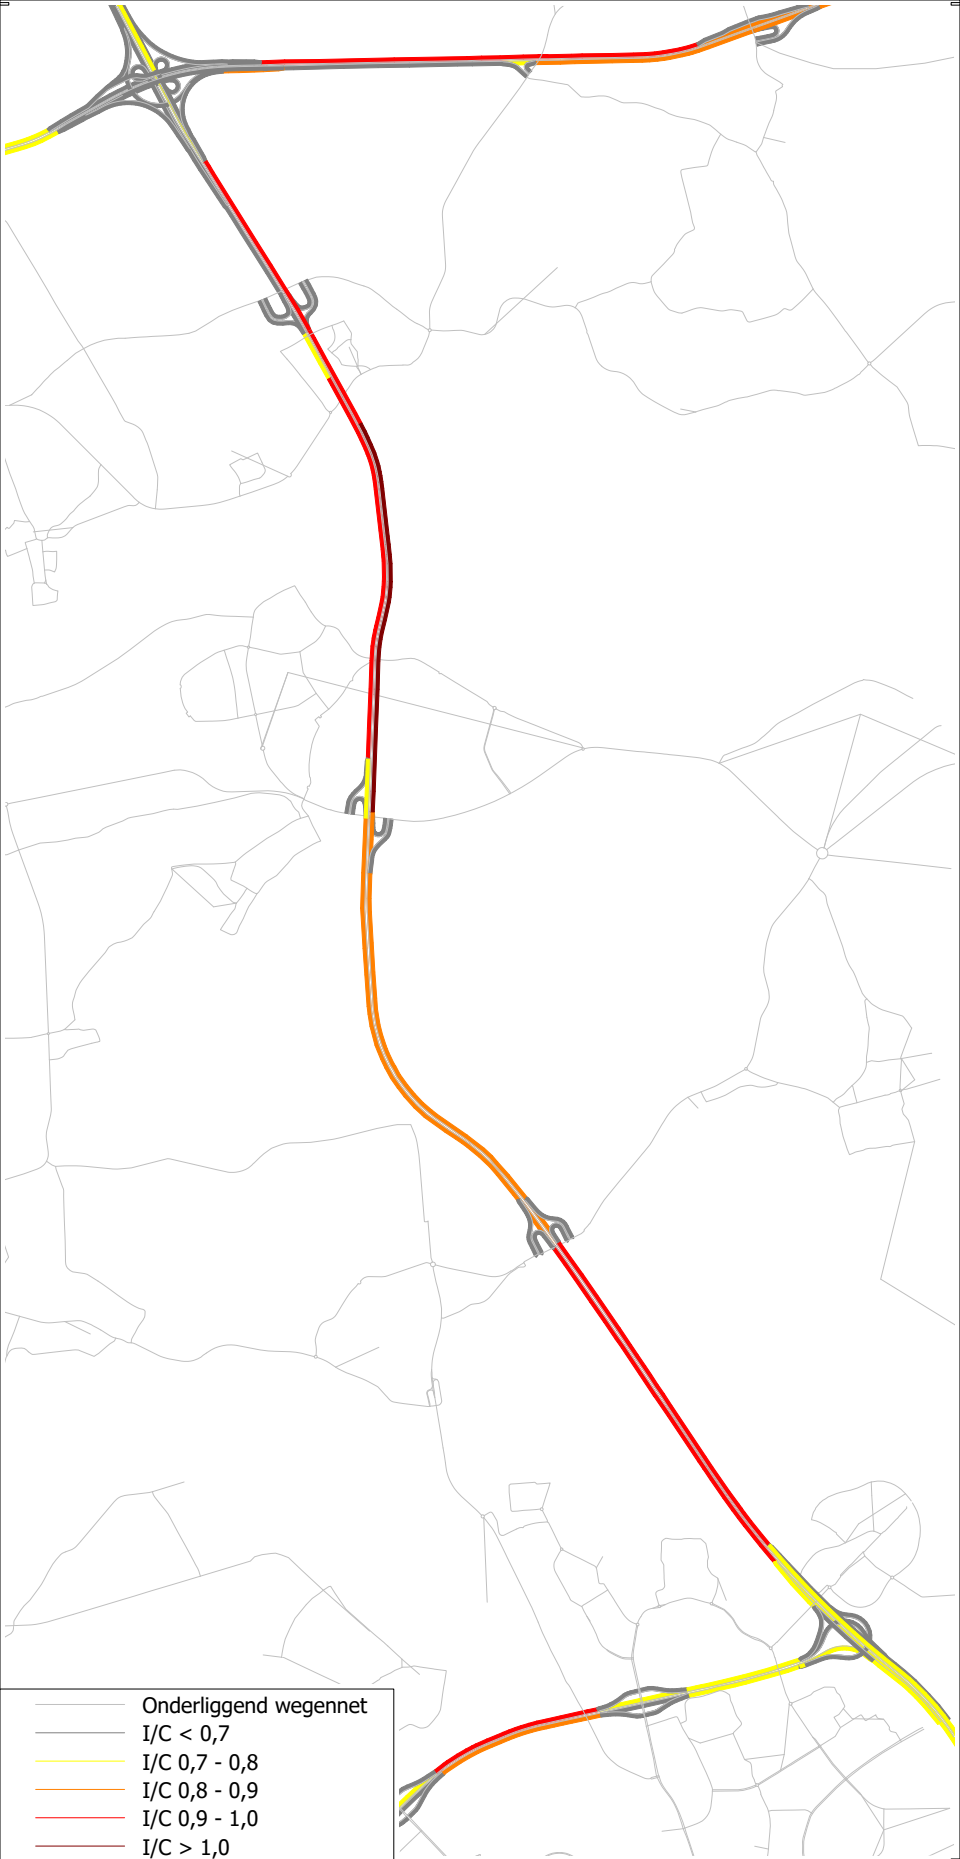 Onderliggend wegennet
I/C < 0,7
I/C 0,7 - 0,8
I/C 0,8 - 0,9
I/C 0,9 - 1,0
I/C > 1,0